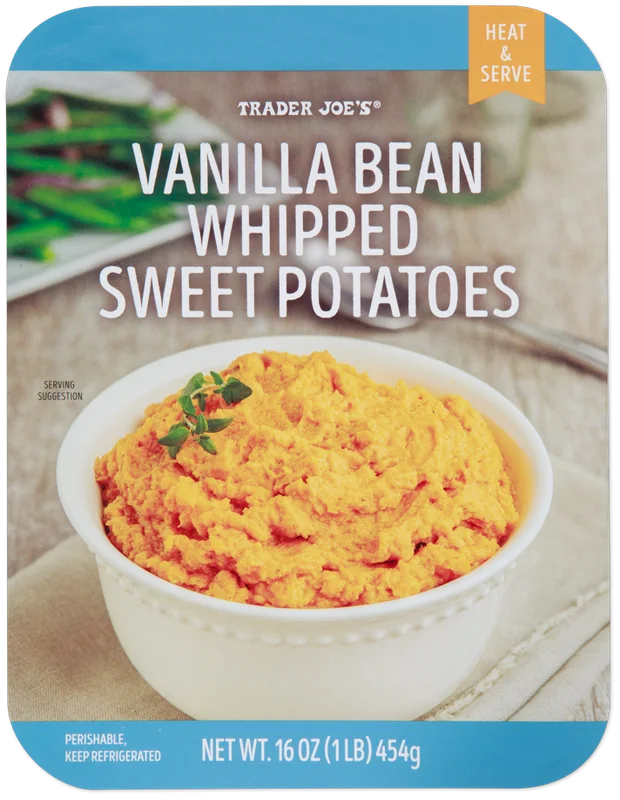 HEAT
&
SERVE
TRADER JOE'S®
VANILLA BEAN
WHIPPED
SWEET POTATOES
SERVING
SUGGESTION
PERISHABLE,
KEEP REFRIGERATED
NET WT. 16 OZ (1 LB) 454g